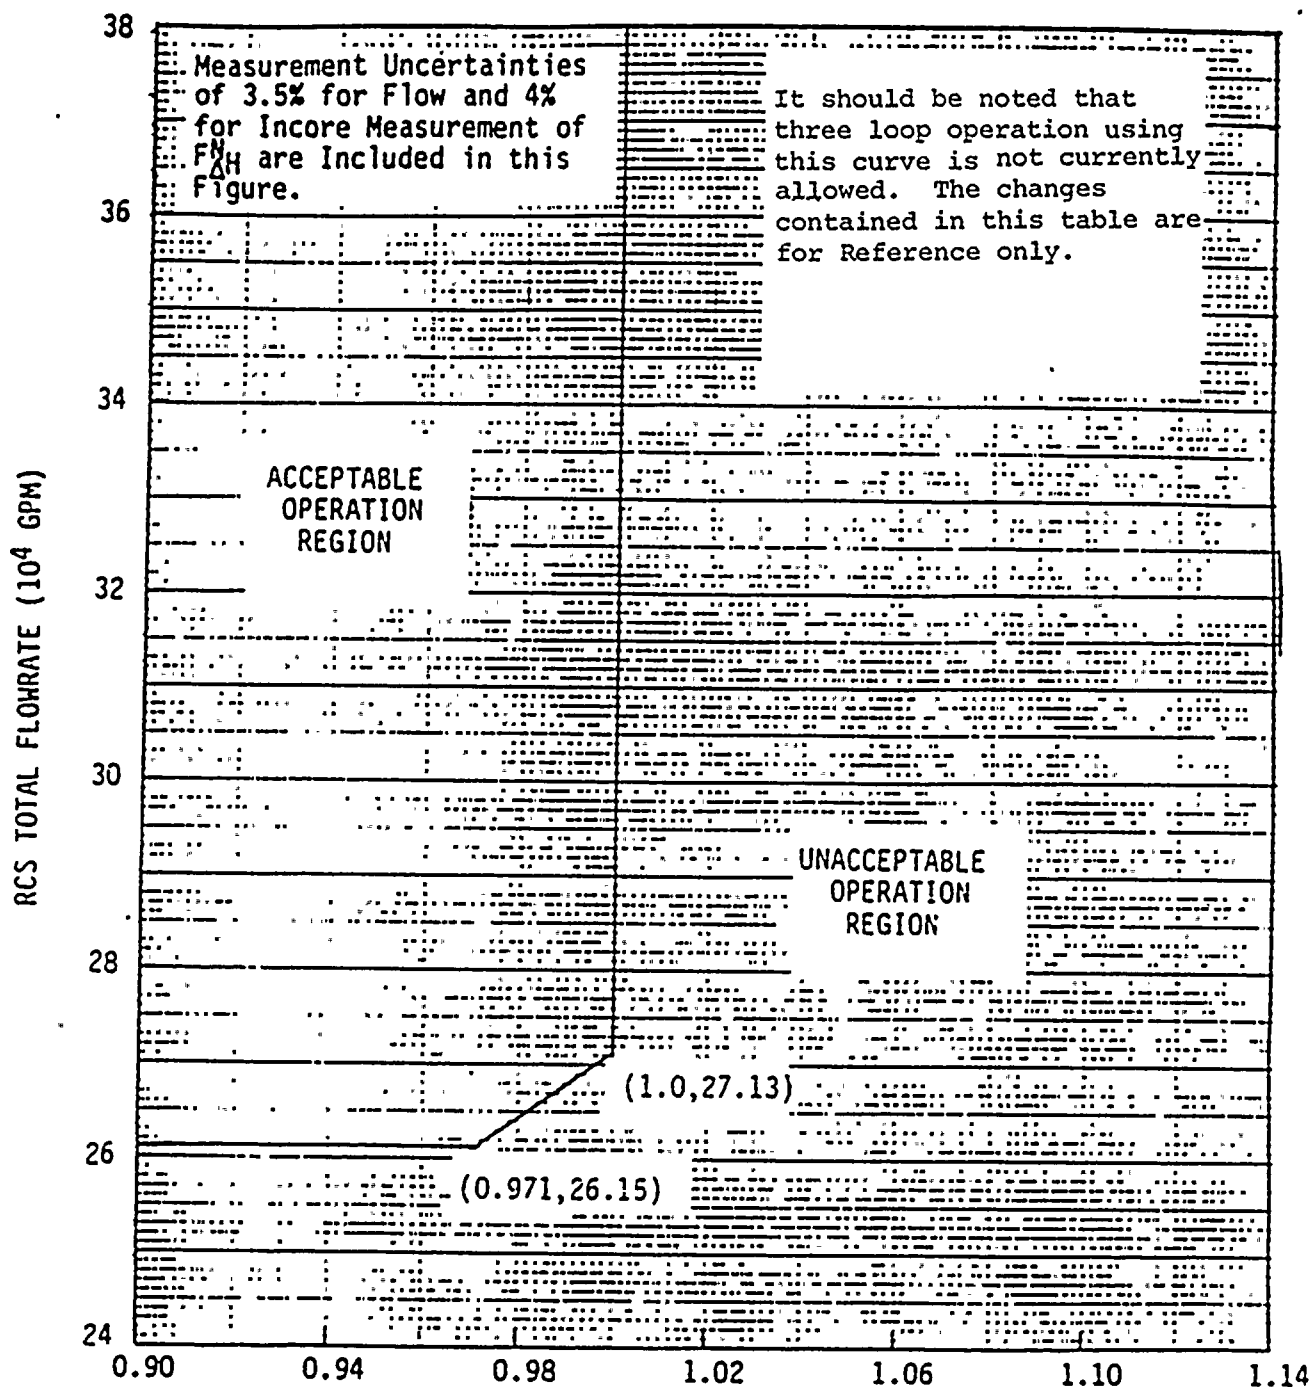 38
Measurement Uncertainties
of 3.5% for Flow and 4%
for Incore Measurement of
F^N_ΔH are Included in this
Figure.
It should be noted that
three loop operation using
this curve is not currently
allowed. The changes
contained in this table are
for Reference only.
36
34
ACCEPTABLE
OPERATION
REGION
32
RCS TOTAL FLOWRATE (10⁴ GPM)
30
UNACCEPTABLE
OPERATION
REGION
28
(1.0,27.13)
26
(0.971,26.15)
24
0.90 0.94 0.98 1.02 1.06 1.10 1.14